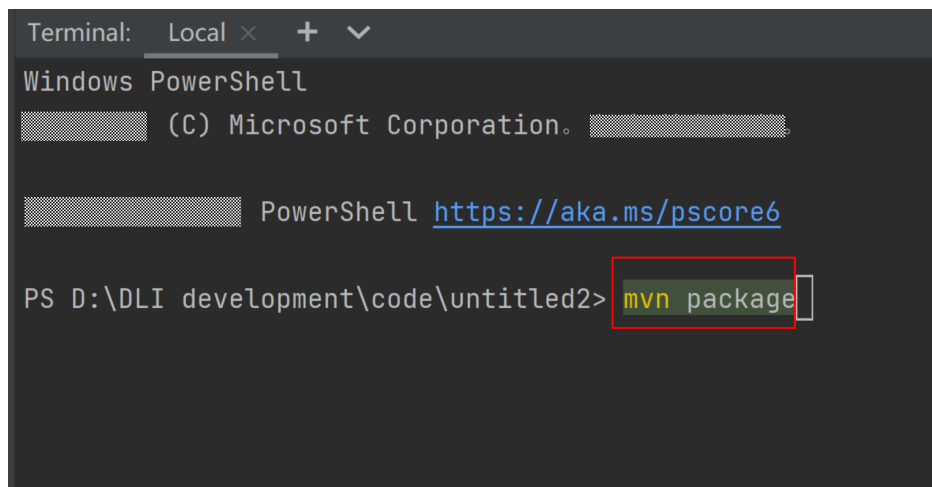 Terminal: Local × + ∨
Windows PowerShell
(C) Microsoft Corporation。 。
PowerShell https://aka.ms/pscore6
PS D:\DLI development\code\untitled2> mvn package